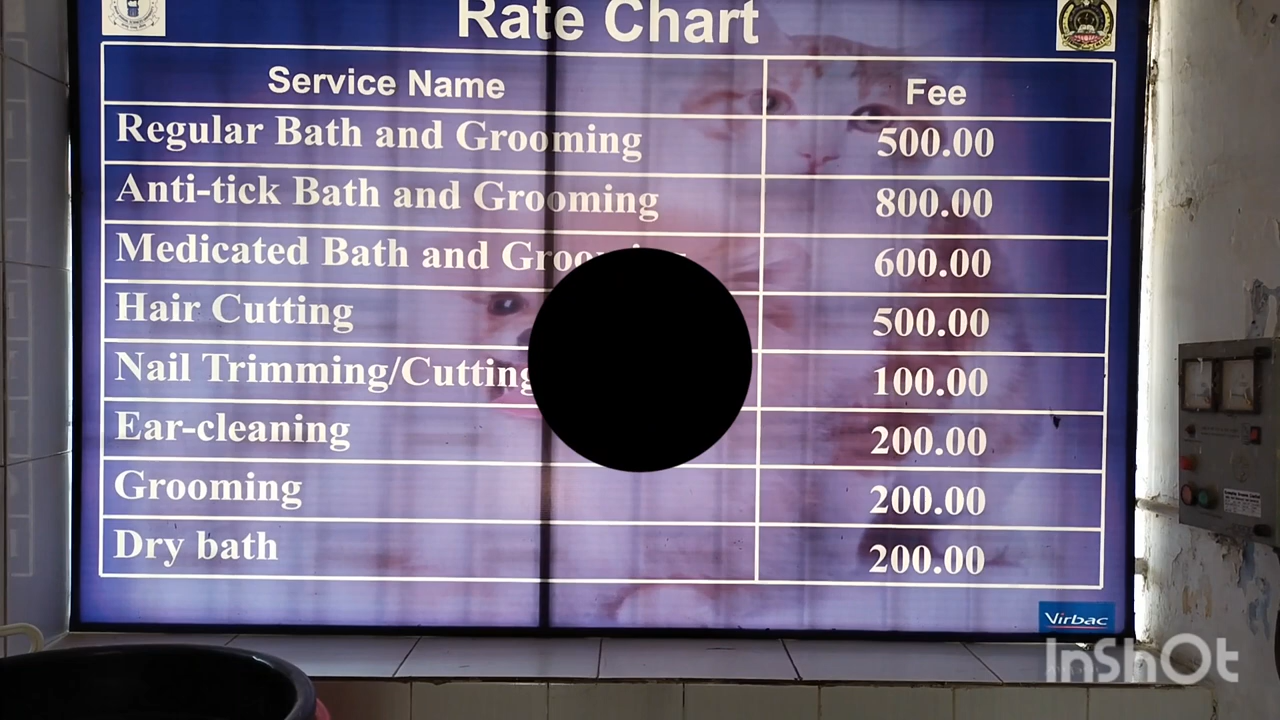 Rate Chart
Service Name Fee
Regular Bath and Grooming 500.00
Anti-tick Bath and Grooming 800.00
Medicated Bath and 600.00
Hair Cutting 500.00
Nail Trimming/Cutting 100.00
Ear-cleaning 200.00
Grooming 200.00
Dry bath 200.00
Virbac
InShOt